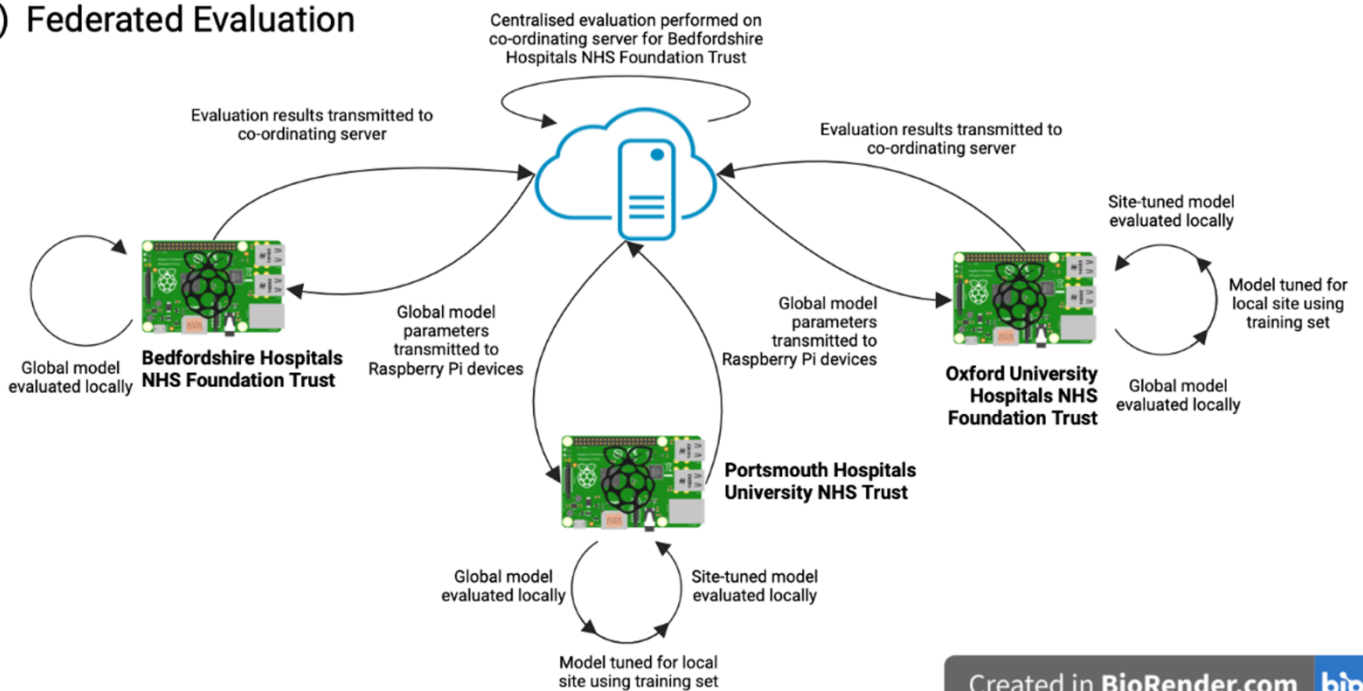 ) Federated Evaluation
Centralised evaluation performed on
co-ordinating server for Bedfordshire
Hospitals NHS Foundation Trust
Evaluation results transmitted to
co-ordinating server
Evaluation results transmitted to
co-ordinating server
Site-tuned model
evaluated locally
Model tuned for
local site using
training set
Global model
evaluated locally
Global model
parameters
transmitted to
Raspberry Pi devices
Global model
parameters
transmitted to
Raspberry Pi devices
Global model
evaluated locally
Bedfordshire Hospitals
NHS Foundation Trust
Oxford University
Hospitals NHS
Foundation Trust
Portsmouth Hospitals
University NHS Trust
Global model
evaluated locally
Site-tuned model
evaluated locally
Model tuned for local
site using training set
Created in BioRender.com bio